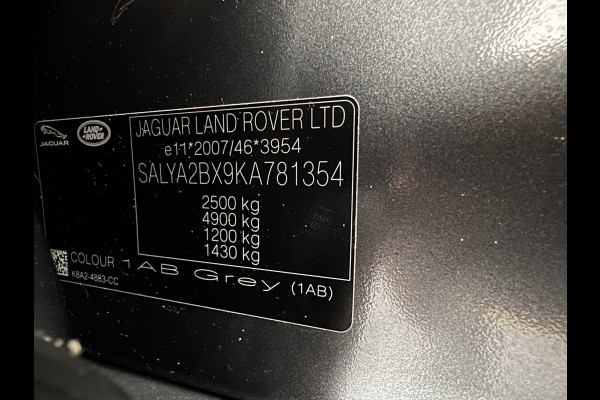 JAGUAR
LAND
ROVER
JAGUAR LAND ROVER LTD
e11*2007/46*3954
SALYA2BX9KA781354
2500 kg
4900 kg
1200 kg
1430 kg
COLOUR 1AB Grey (1AB)
K8A2-4883-CC